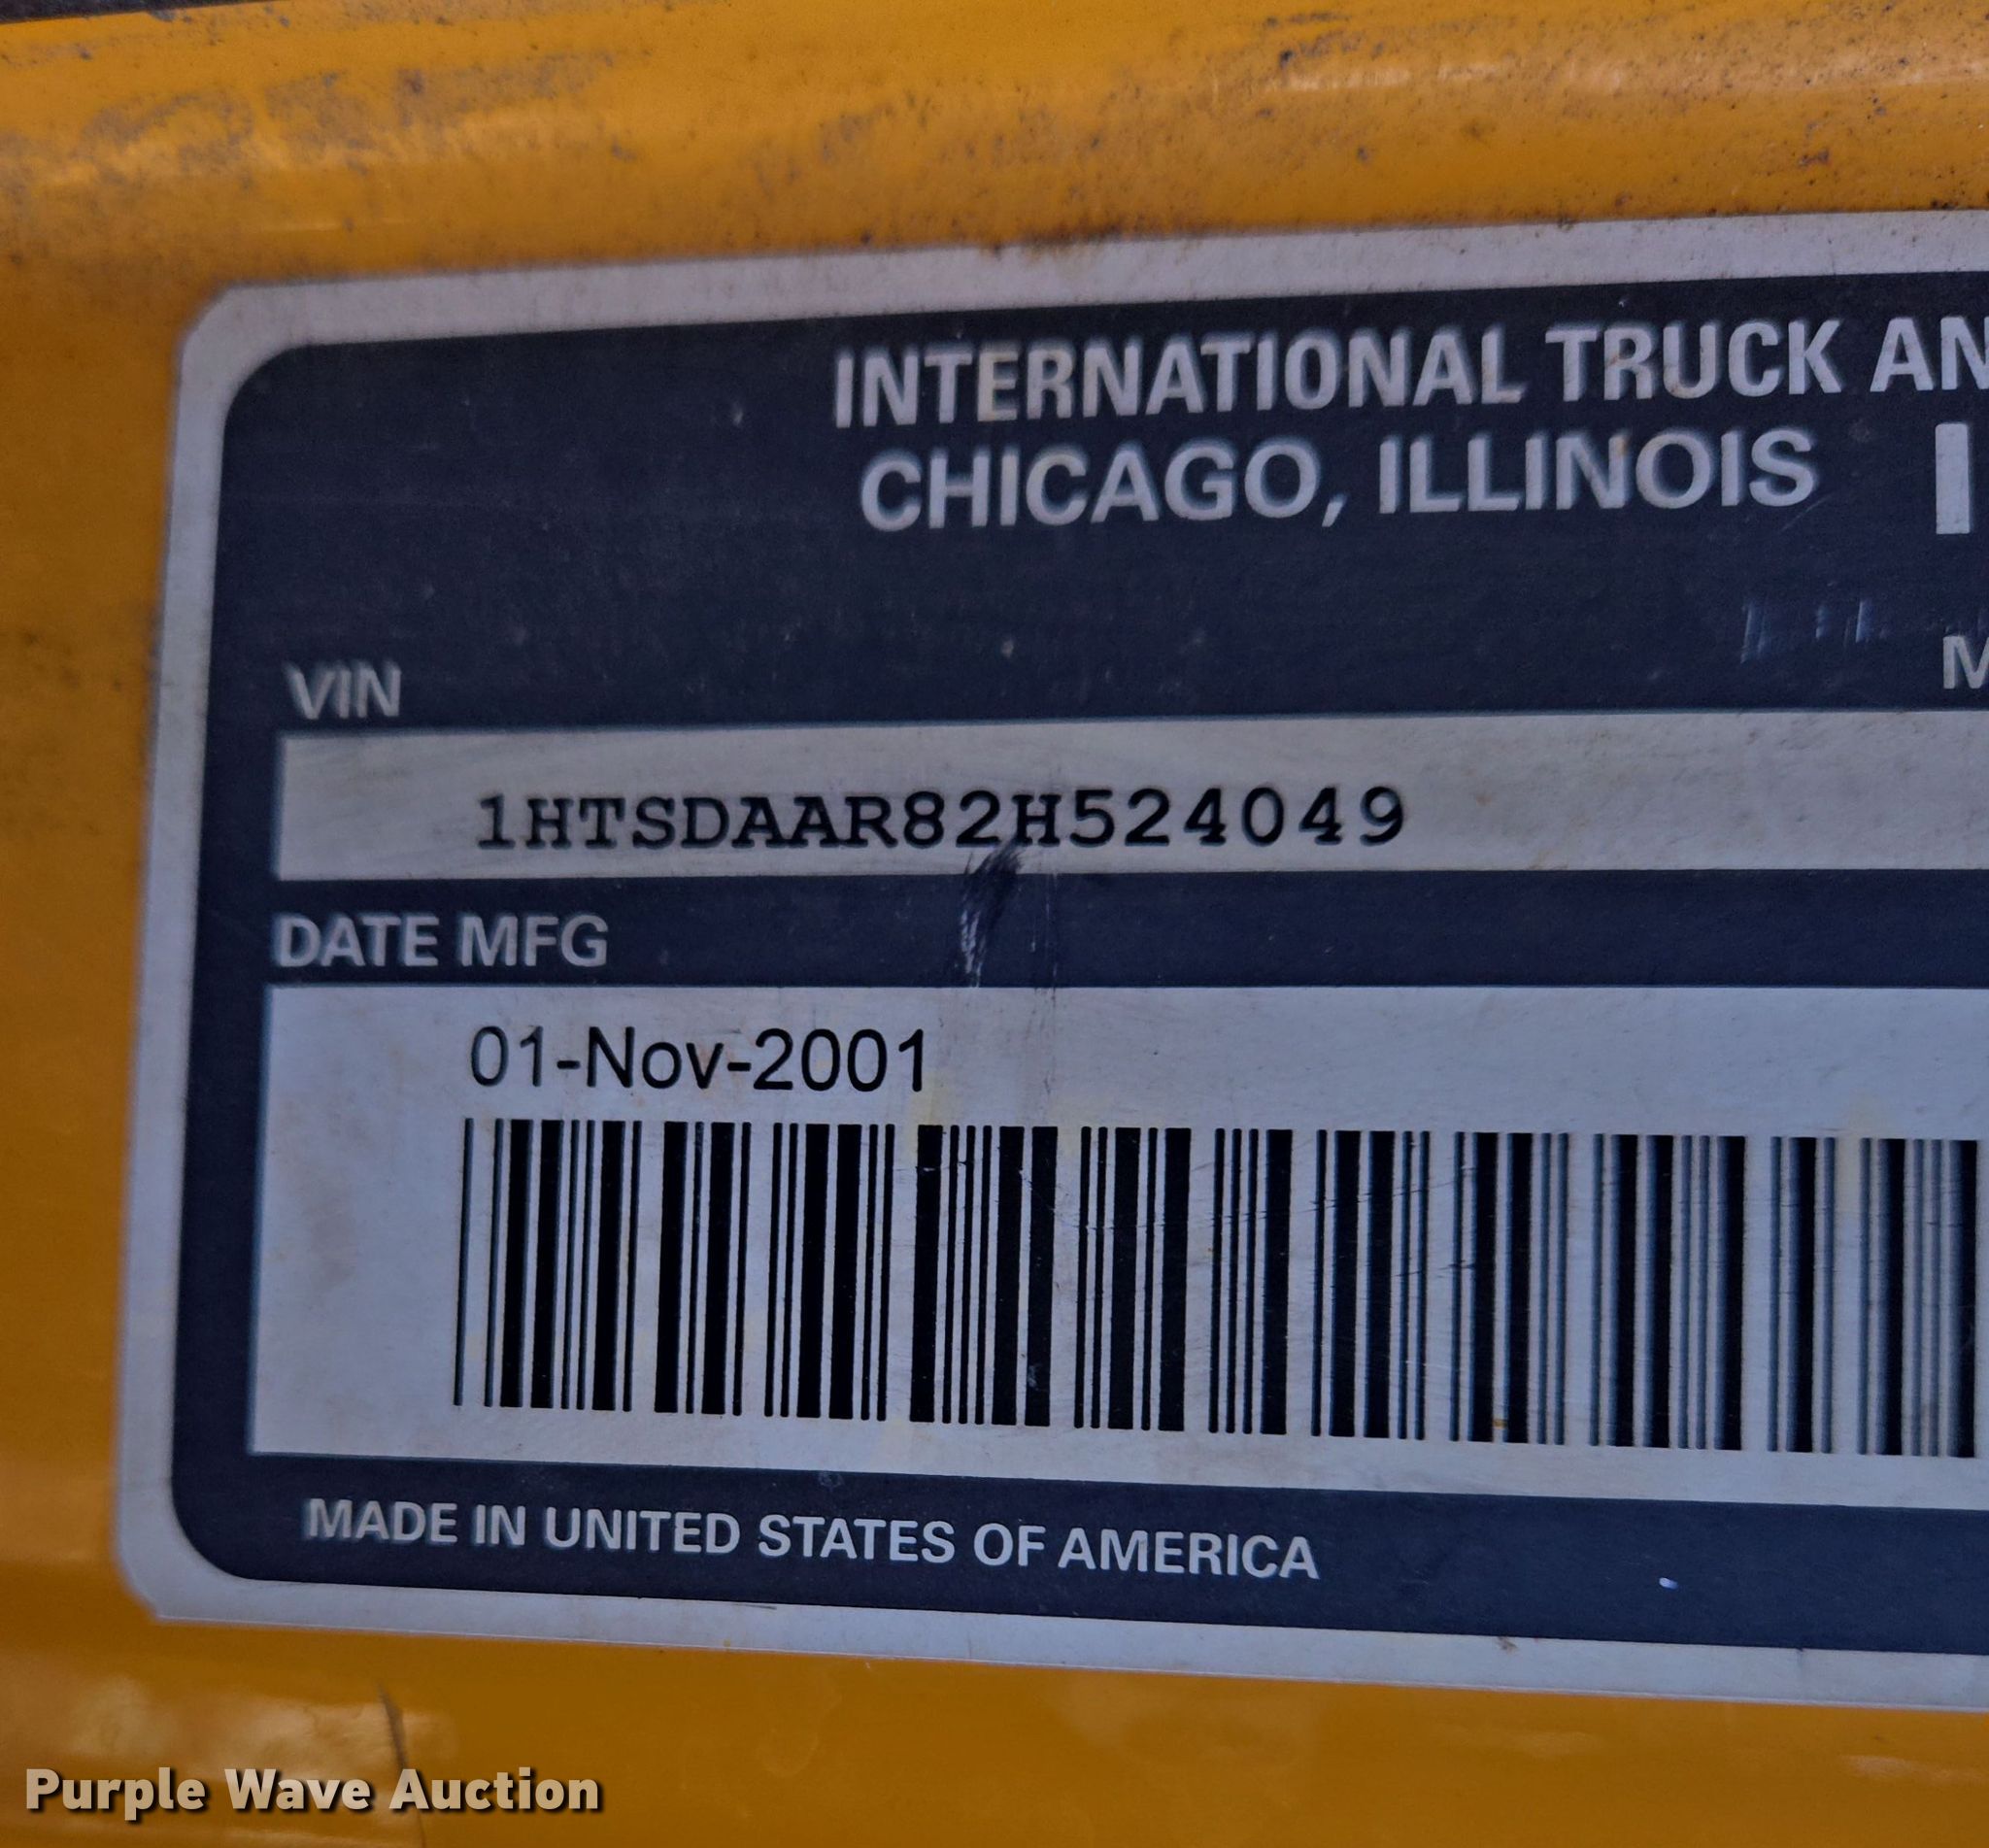 INTERNATIONAL TRUCK AN
CHICAGO, ILLINOIS
VIN
1HTSDAAR82H524049
DATE MFG
01-Nov-2001
MADE IN UNITED STATES OF AMERICA
Purple Wave Auction